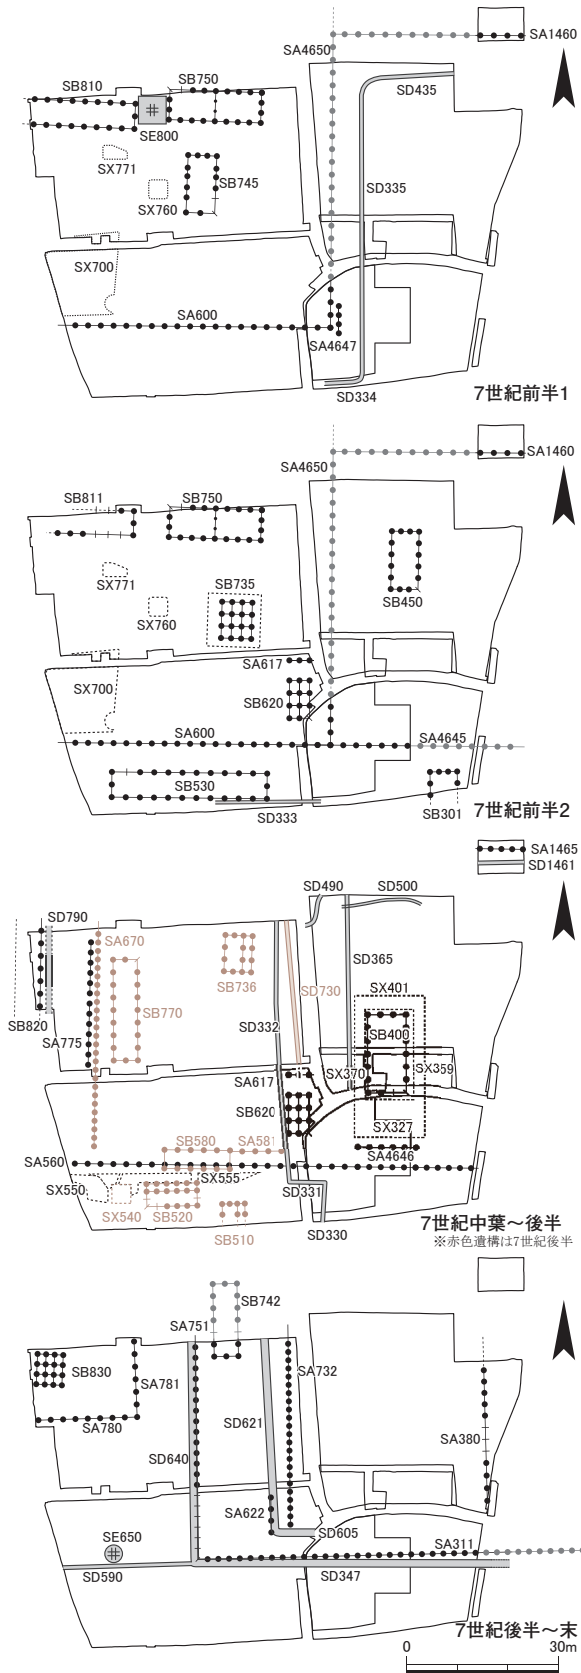 SA1460
SA4650
SD435
SB810
SB750
SE800
SX771
SB745
SX760
SD335
SX700
SA600
SA4647
SD334
7世紀前半1
SA1460
SA4650
SB811
SB750
SX771
SB735
SX760
SB450
SA617
SX700
SB620
SA600
SA4645
SB530
SD333
SB301
7世紀前半2
SA1465
SD1461
SD490
SD500
SD790
SA670
SB736
SD730
SD365
SX401
SB770
SD332
SB820
SA775
SB400
SX370
SX359
SA617
SB620
SX327
SB580
SA581
SA4646
SA560
SX555
SX550
SD331
SX540
SB520
SB510
SD330
7世紀中葉～後半
※赤色遺構は7世紀後半
SB742
SA751
SA732
SB830
SA781
SD621
SA780
SA380
SD640
SA622
SE650
SD605
SA311
SD590
SD347
7世紀後半～末
0 30m